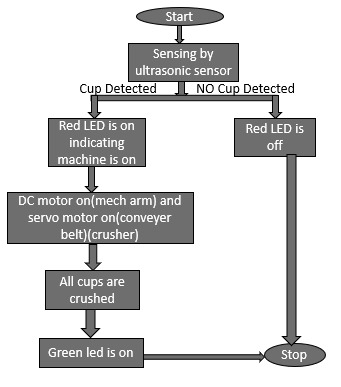 Start
Sensing by
ultrasonic sensor
Cup Detected
NO Cup Detected
Red LED is on
indicating
machine is on
Red LED is
off
DC motor on(mech arm) and
servo motor on(conveyer
belt)(crusher)
All cups are
crushed
Green led is on
Stop